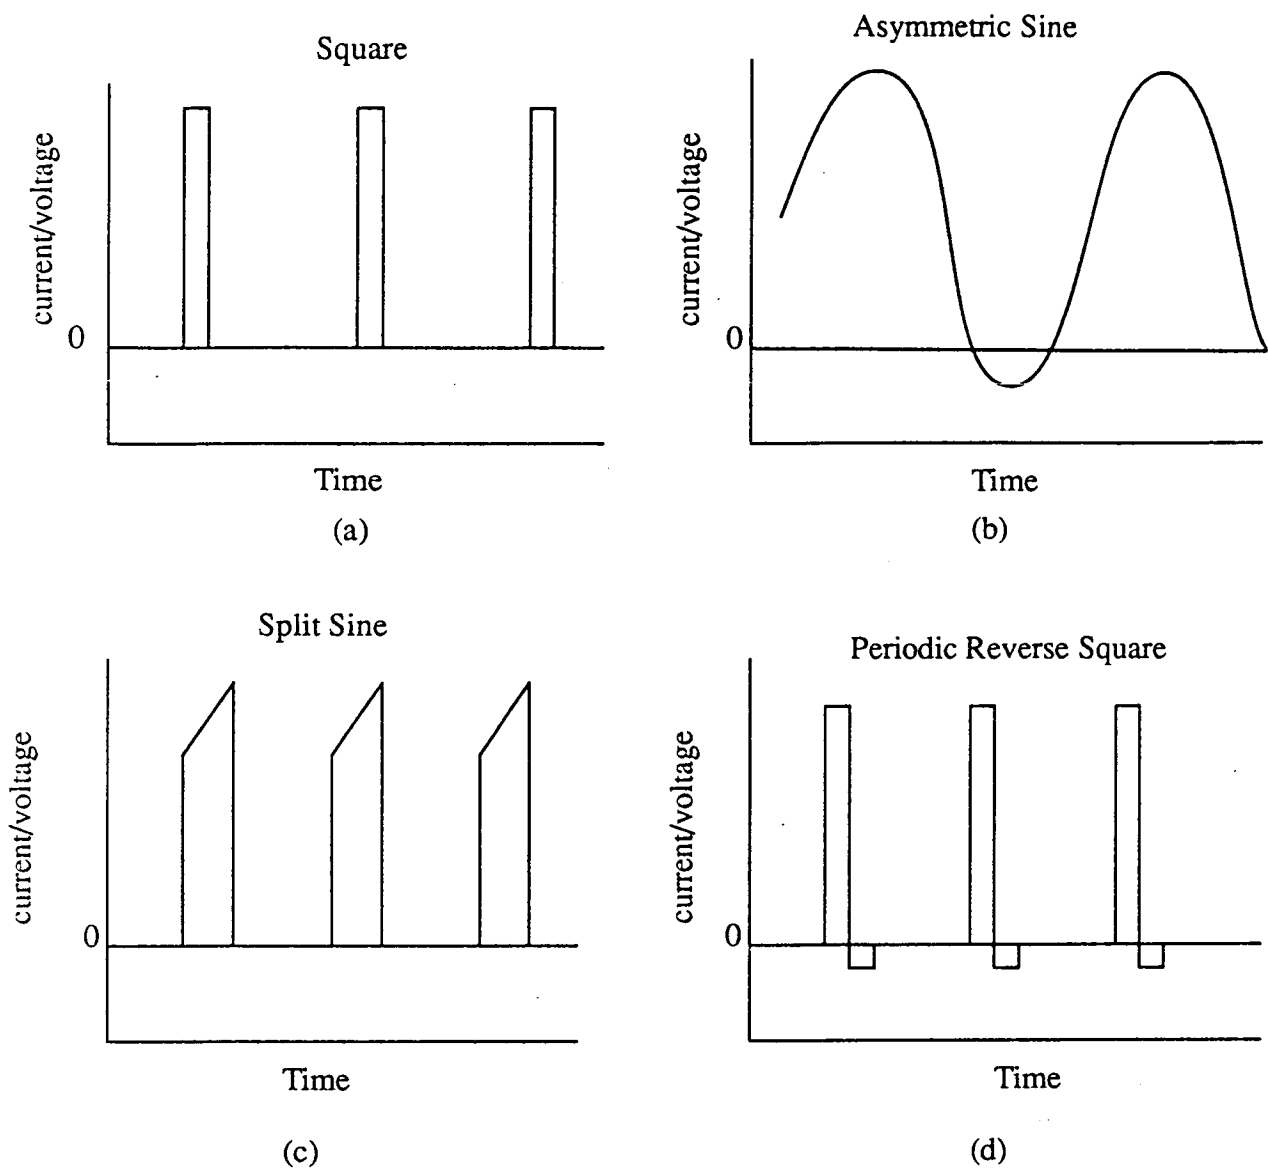 Square
current/voltage
0
Time
(a)
Asymmetric Sine
current/voltage
0
Time
(b)
Split Sine
current/voltage
0
Time
(c)
Periodic Reverse Square
current/voltage
0
Time
(d)